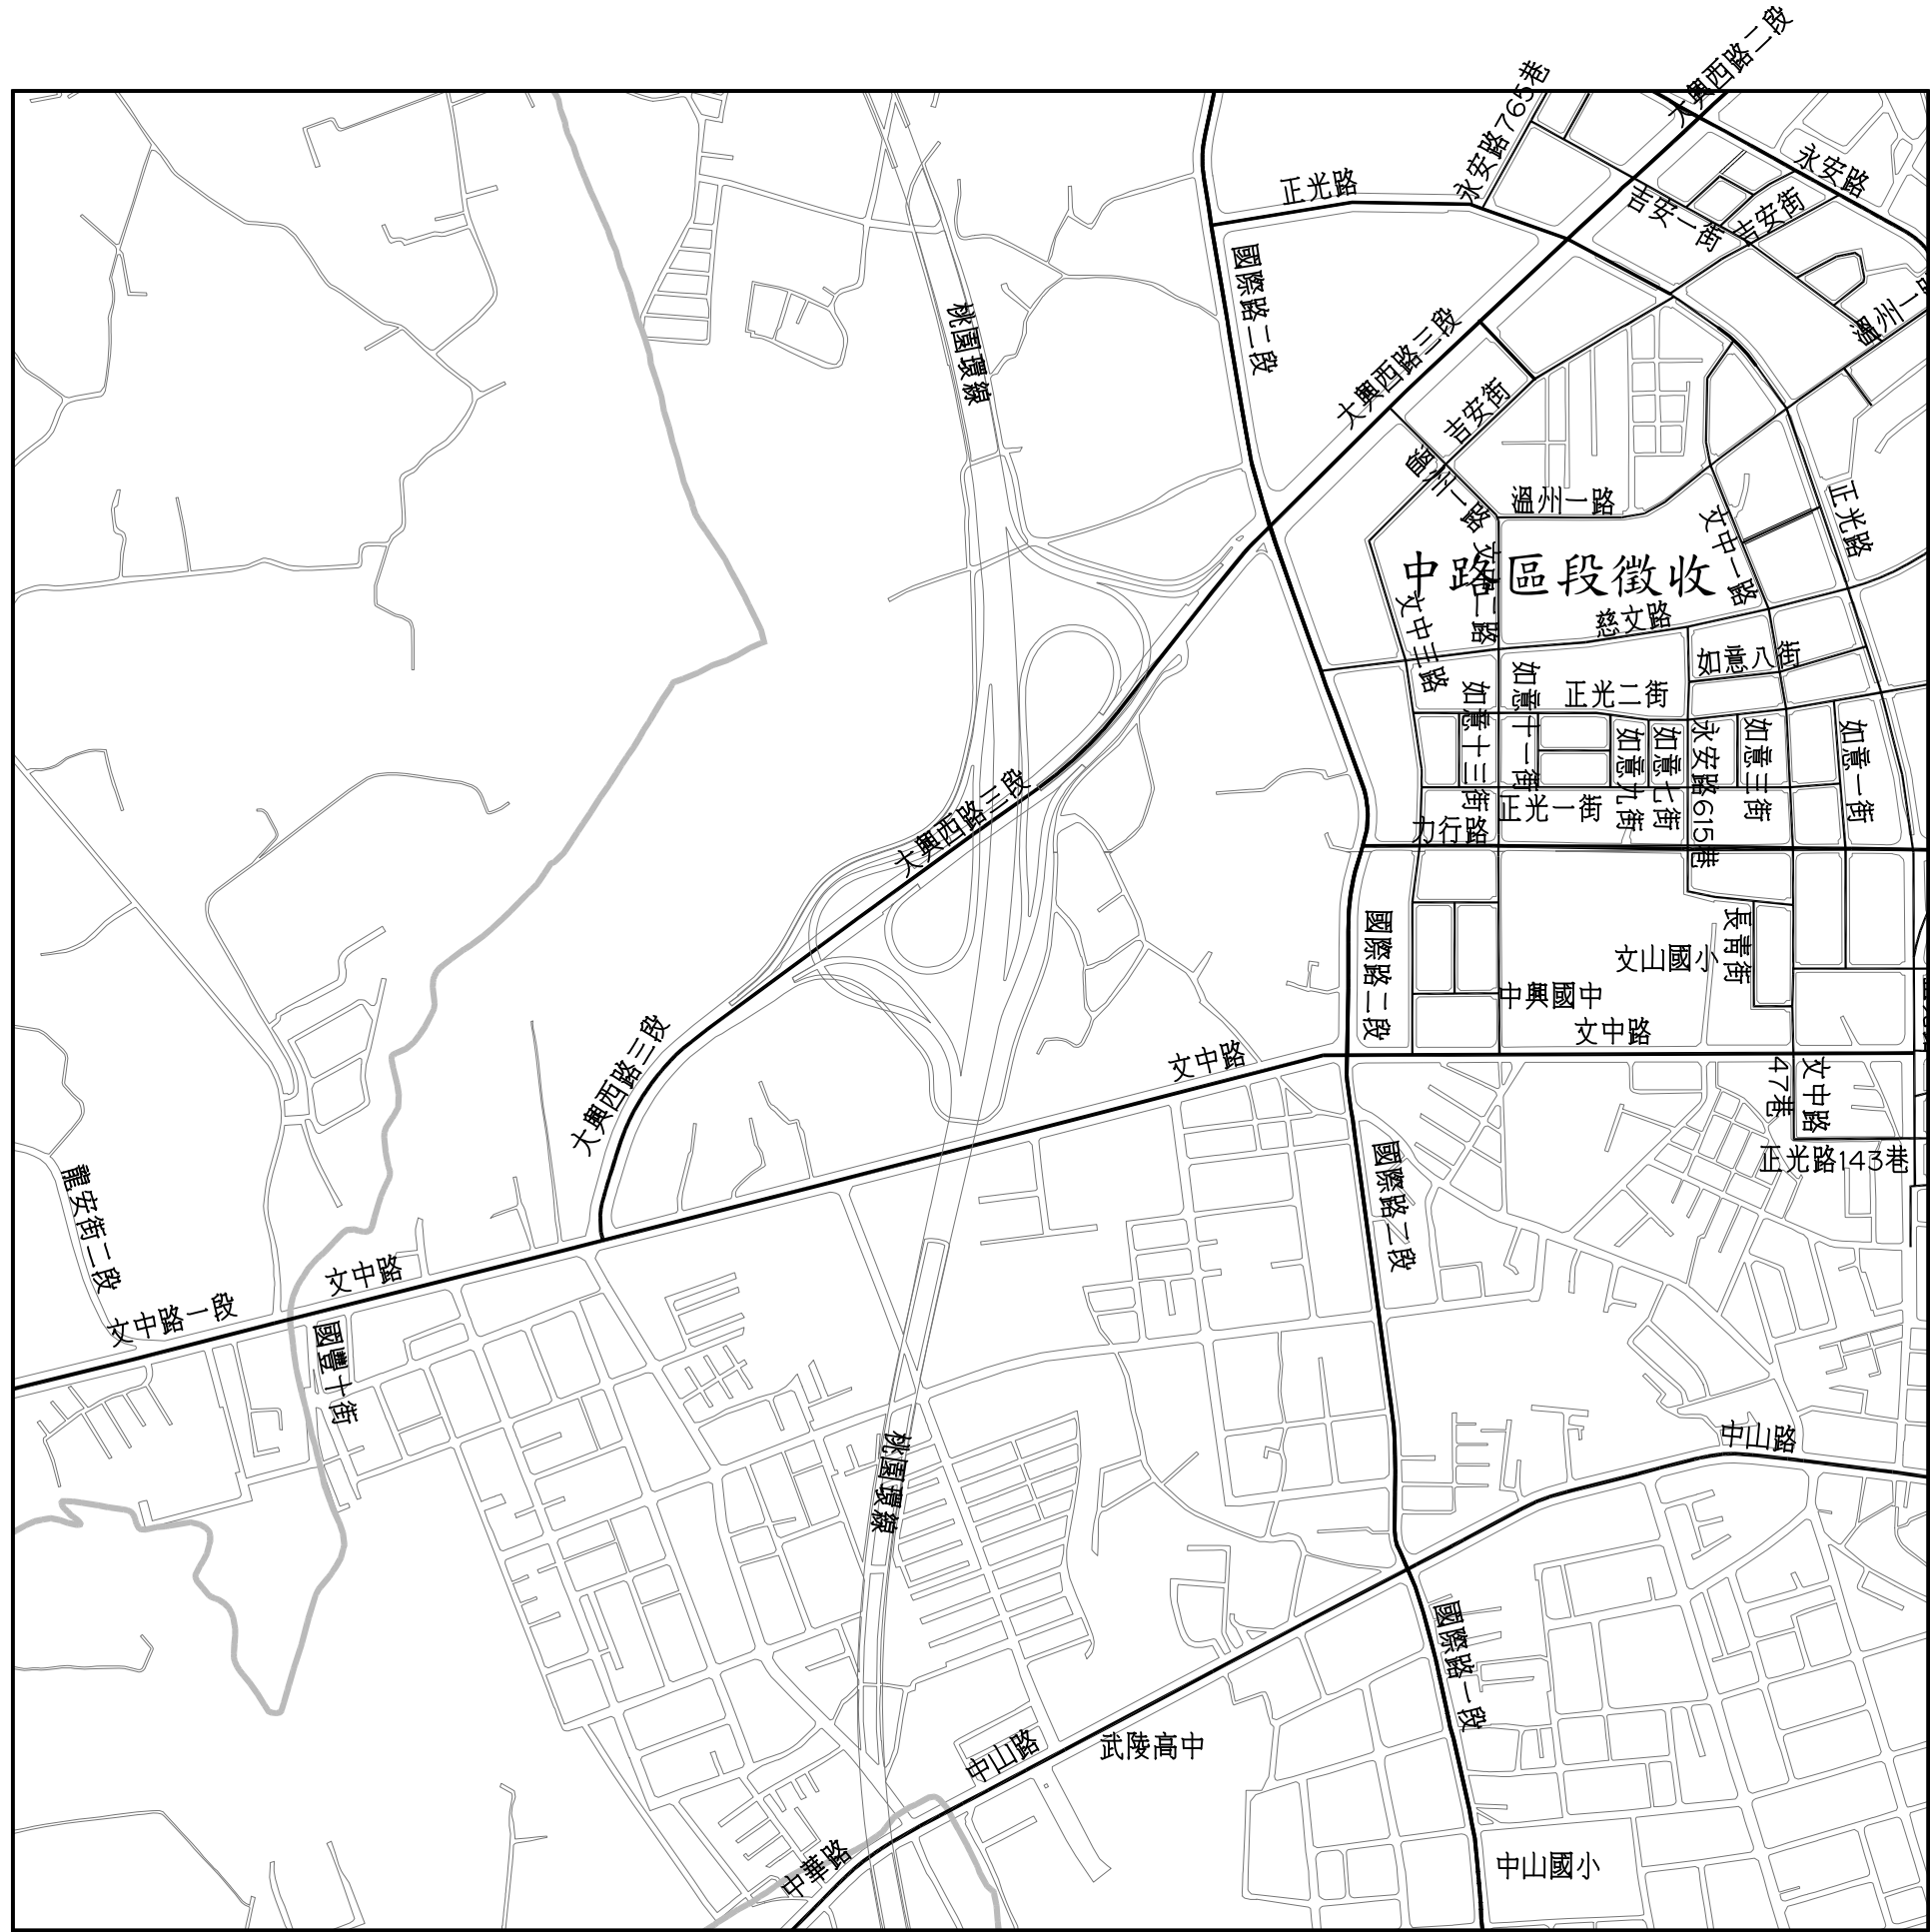 大興西路二段
永安路765巷
永安路
正光路
吉安一街
吉安街
國際路二段
溫州一路
桃園環線
大興西路三段
吉安街
溫州一路
溫州一路
正光路
文中一路
文中二路
中路區段徵收
文中三路
慈文路
如意八街
如意十三街
如意十一街
正光二街
如意九街
如意七街
永安路615巷
如意三街
如意一街
正光一街
力行路
大興西路三段
國際路二段
長壽街
文山國小
中興國中
文中路
大興西路三段
文中路
文中路
47巷
正光路143巷
國際路二段
龍安街二段
文中路
文中路一段
國豐十街
中山路
桃園環線
國際路一段
中山路
武陵高中
中華路
中山國小